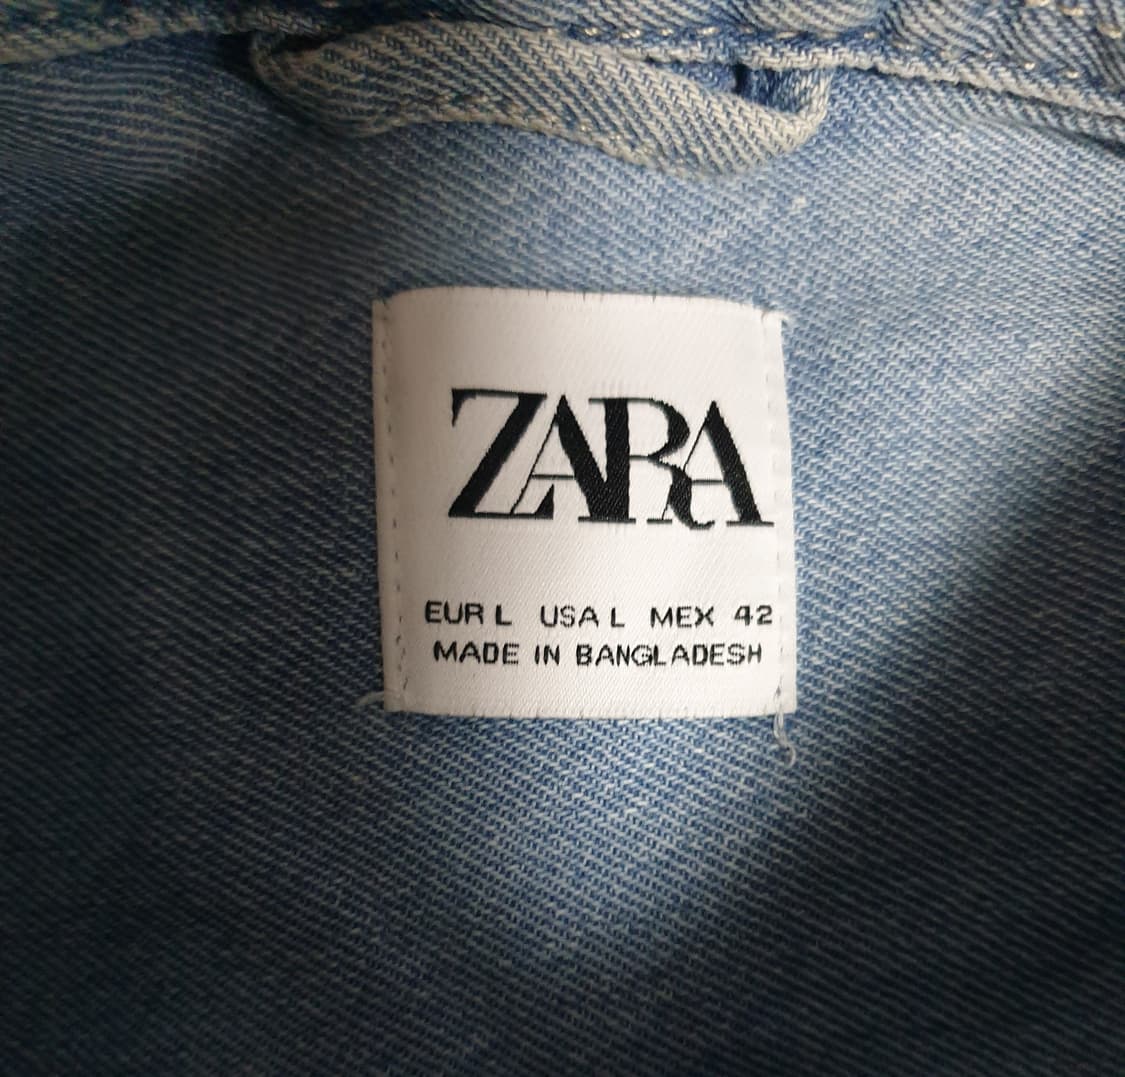 ZARA
EUR L USA L MEX 42
MADE IN BANGLADESH